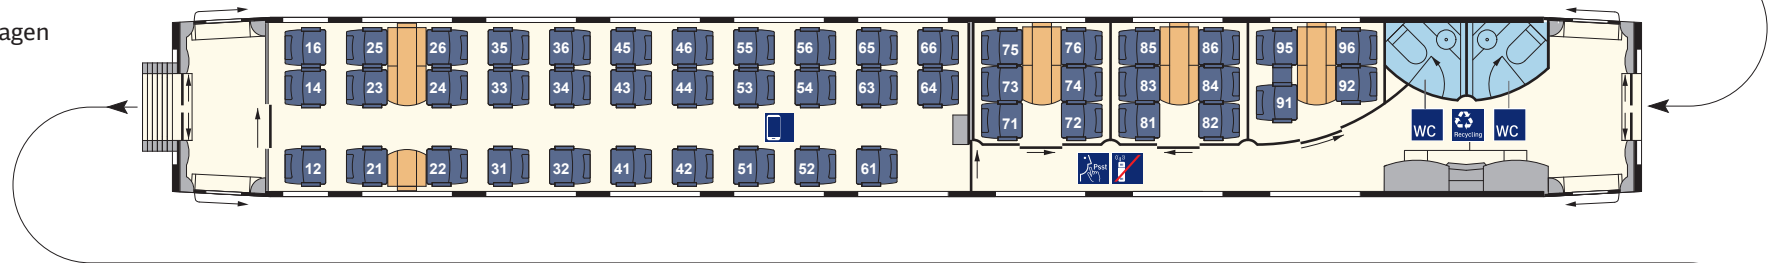 agen
16 25 26 35 36 45 46 55 56 65 66 75 76 85 86 95 96
14 23 24 33 34 43 44 53 54 63 64 73 74 83 84 91 92
71 72 81 82
WC Recycling WC
12 21 22 31 32 41 42 51 52 61
Psst